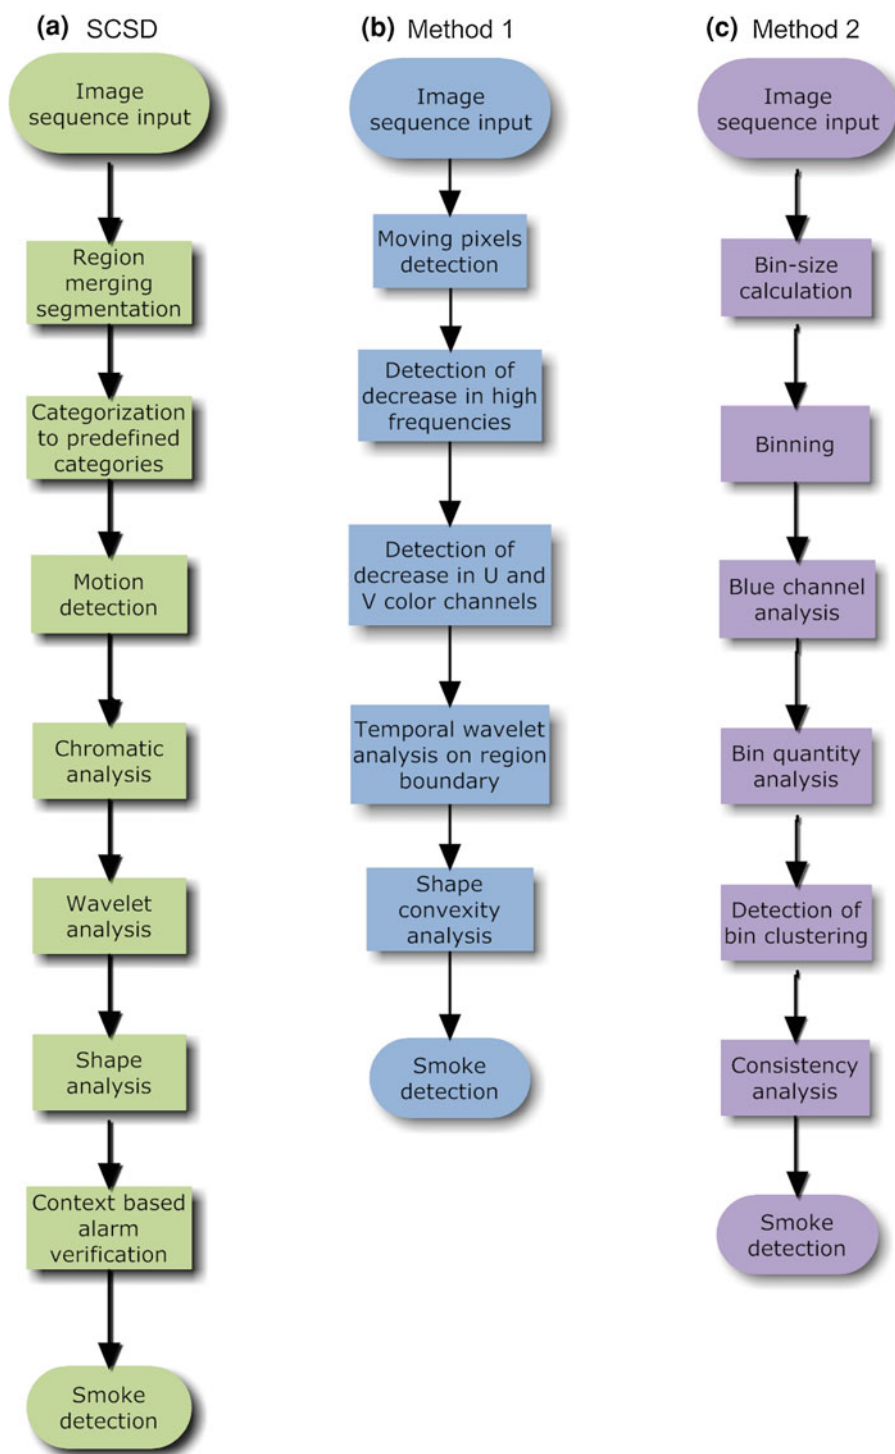 (a) SCSD
Image
sequence input
Region
merging
segmentation
Categorization
to predefined
categories
Motion
detection
Chromatic
analysis
Wavelet
analysis
Shape
analysis
Context based
alarm
verification
Smoke
detection
(b) Method 1
Image
sequence input
Moving pixels
detection
Detection of
decrease in high
frequencies
Detection of
decrease in U and
V color channels
Temporal wavelet
analysis on region
boundary
Shape
convexity
analysis
Smoke
detection
(c) Method 2
Image
sequence input
Bin-size
calculation
Binning
Blue channel
analysis
Bin quantity
analysis
Detection of
bin clustering
Consistency
analysis
Smoke
detection